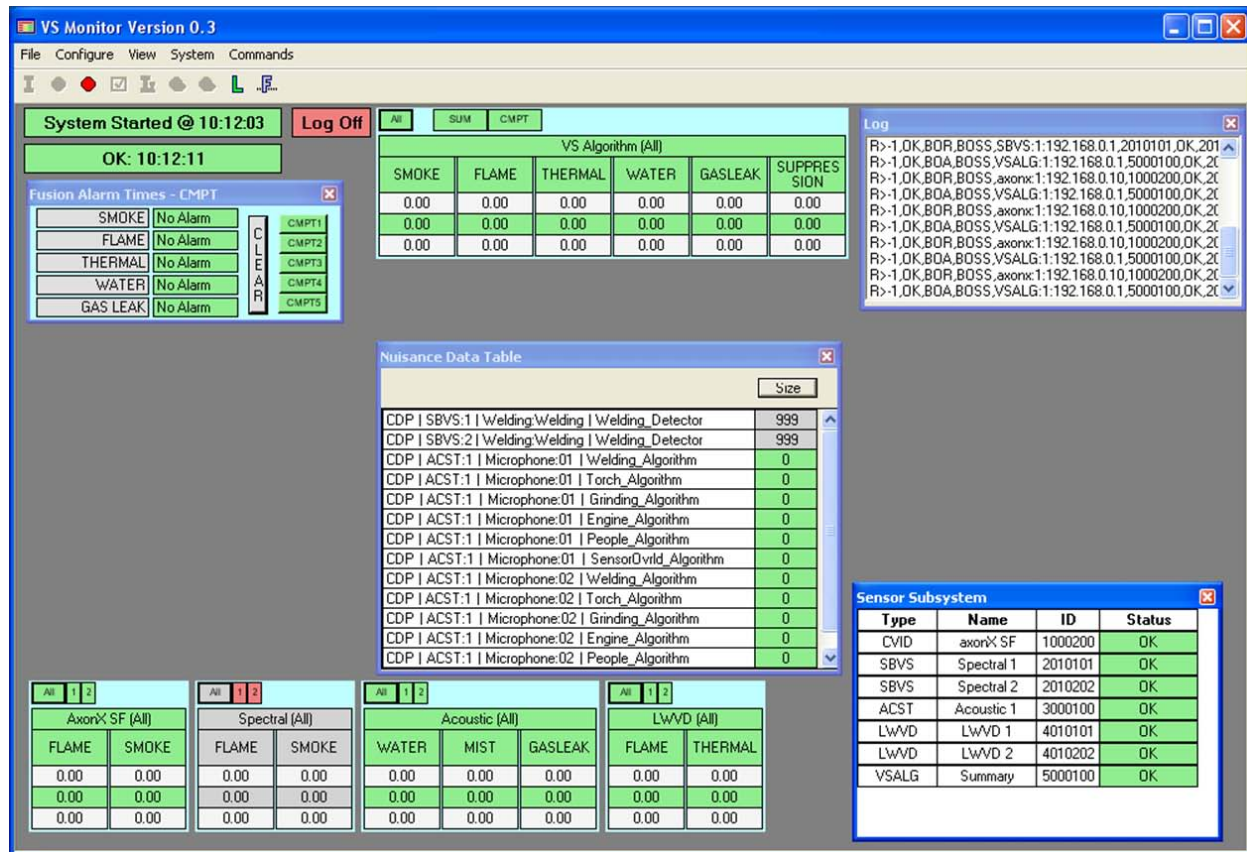 VS Monitor Version 0.3
File Configure View System Commands
L ..F..
System Started @ 10:12:03 Log Off
OK: 10:12:11
Fusion Alarm Times - CMPT
SMOKE No Alarm
FLAME No Alarm
THERMAL No Alarm
WATER No Alarm
GAS LEAK No Alarm
CLEAR
CMPT1
CMPT2
CMPT3
CMPT4
CMPT5
All SUM CMPT
VS Algorithm (All)
SMOKE FLAME THERMAL WATER GASLEAK SUPPRES
SION
0.00 0.00 0.00 0.00 0.00 0.00
0.00 0.00 0.00 0.00 0.00 0.00
0.00 0.00 0.00 0.00 0.00 0.00
Log
R>-1,OK,BOR,BOSS,SBVS:1:192.168.0.1,2010101,OK,201
R>-1,OK,BOA,BOSS,VSALG:1:192.168.0.1,5000100,OK,20
R>-1,OK,BOR,BOSS,axonx:1:192.168.0.10,1000200,OK,20
R>-1,OK,BOA,BOSS,VSALG:1:192.168.0.1,5000100,OK,20
R>-1,OK,BOR,BOSS,axonx:1:192.168.0.10,1000200,OK,20
R>-1,OK,BOA,BOSS,VSALG:1:192.168.0.1,5000100,OK,20
R>-1,OK,BOR,BOSS,axonx:1:192.168.0.10,1000200,OK,20
R>-1,OK,BOR,BOSS,axonx:1:192.168.0.10,1000200,OK,20
R>-1,OK,BOA,BOSS,VSALG:1:192.168.0.1,5000100,OK,20
Nuisance Data Table
Size
CDP | SBVS:1 | Welding:Welding | Welding_Detector 999
CDP | SBVS:2 | Welding:Welding | Welding_Detector 999
CDP | ACST:1 | Microphone:01 | Welding_Algorithm 0
CDP | ACST:1 | Microphone:01 | Torch_Algorithm 0
CDP | ACST:1 | Microphone:01 | Grinding_Algorithm 0
CDP | ACST:1 | Microphone:01 | Engine_Algorithm 0
CDP | ACST:1 | Microphone:01 | People_Algorithm 0
CDP | ACST:1 | Microphone:01 | SensorOvrld_Algorithm 0
CDP | ACST:1 | Microphone:02 | Welding_Algorithm 0
CDP | ACST:1 | Microphone:02 | Torch_Algorithm 0
CDP | ACST:1 | Microphone:02 | Grinding_Algorithm 0
CDP | ACST:1 | Microphone:02 | Engine_Algorithm 0
CDP | ACST:1 | Microphone:02 | People_Algorithm 0
Sensor Subsystem
Type Name ID Status
CVID axonX SF 1000200 OK
SBVS Spectral 1 2010101 OK
SBVS Spectral 2 2010202 OK
ACST Acoustic 1 3000100 OK
LWVD LWVD 1 4010101 OK
LWVD LWVD 2 4010202 OK
VSALG Summary 5000100 OK
All 1 2
AxonX SF (All)
FLAME SMOKE
0.00 0.00
0.00 0.00
0.00 0.00
All 1 2
Spectral (All)
FLAME SMOKE
0.00 0.00
0.00 0.00
0.00 0.00
All 1 2
Acoustic (All)
WATER MIST GASLEAK
0.00 0.00 0.00
0.00 0.00 0.00
0.00 0.00 0.00
All 1 2
LWVD (All)
FLAME THERMAL
0.00 0.00
0.00 0.00
0.00 0.00